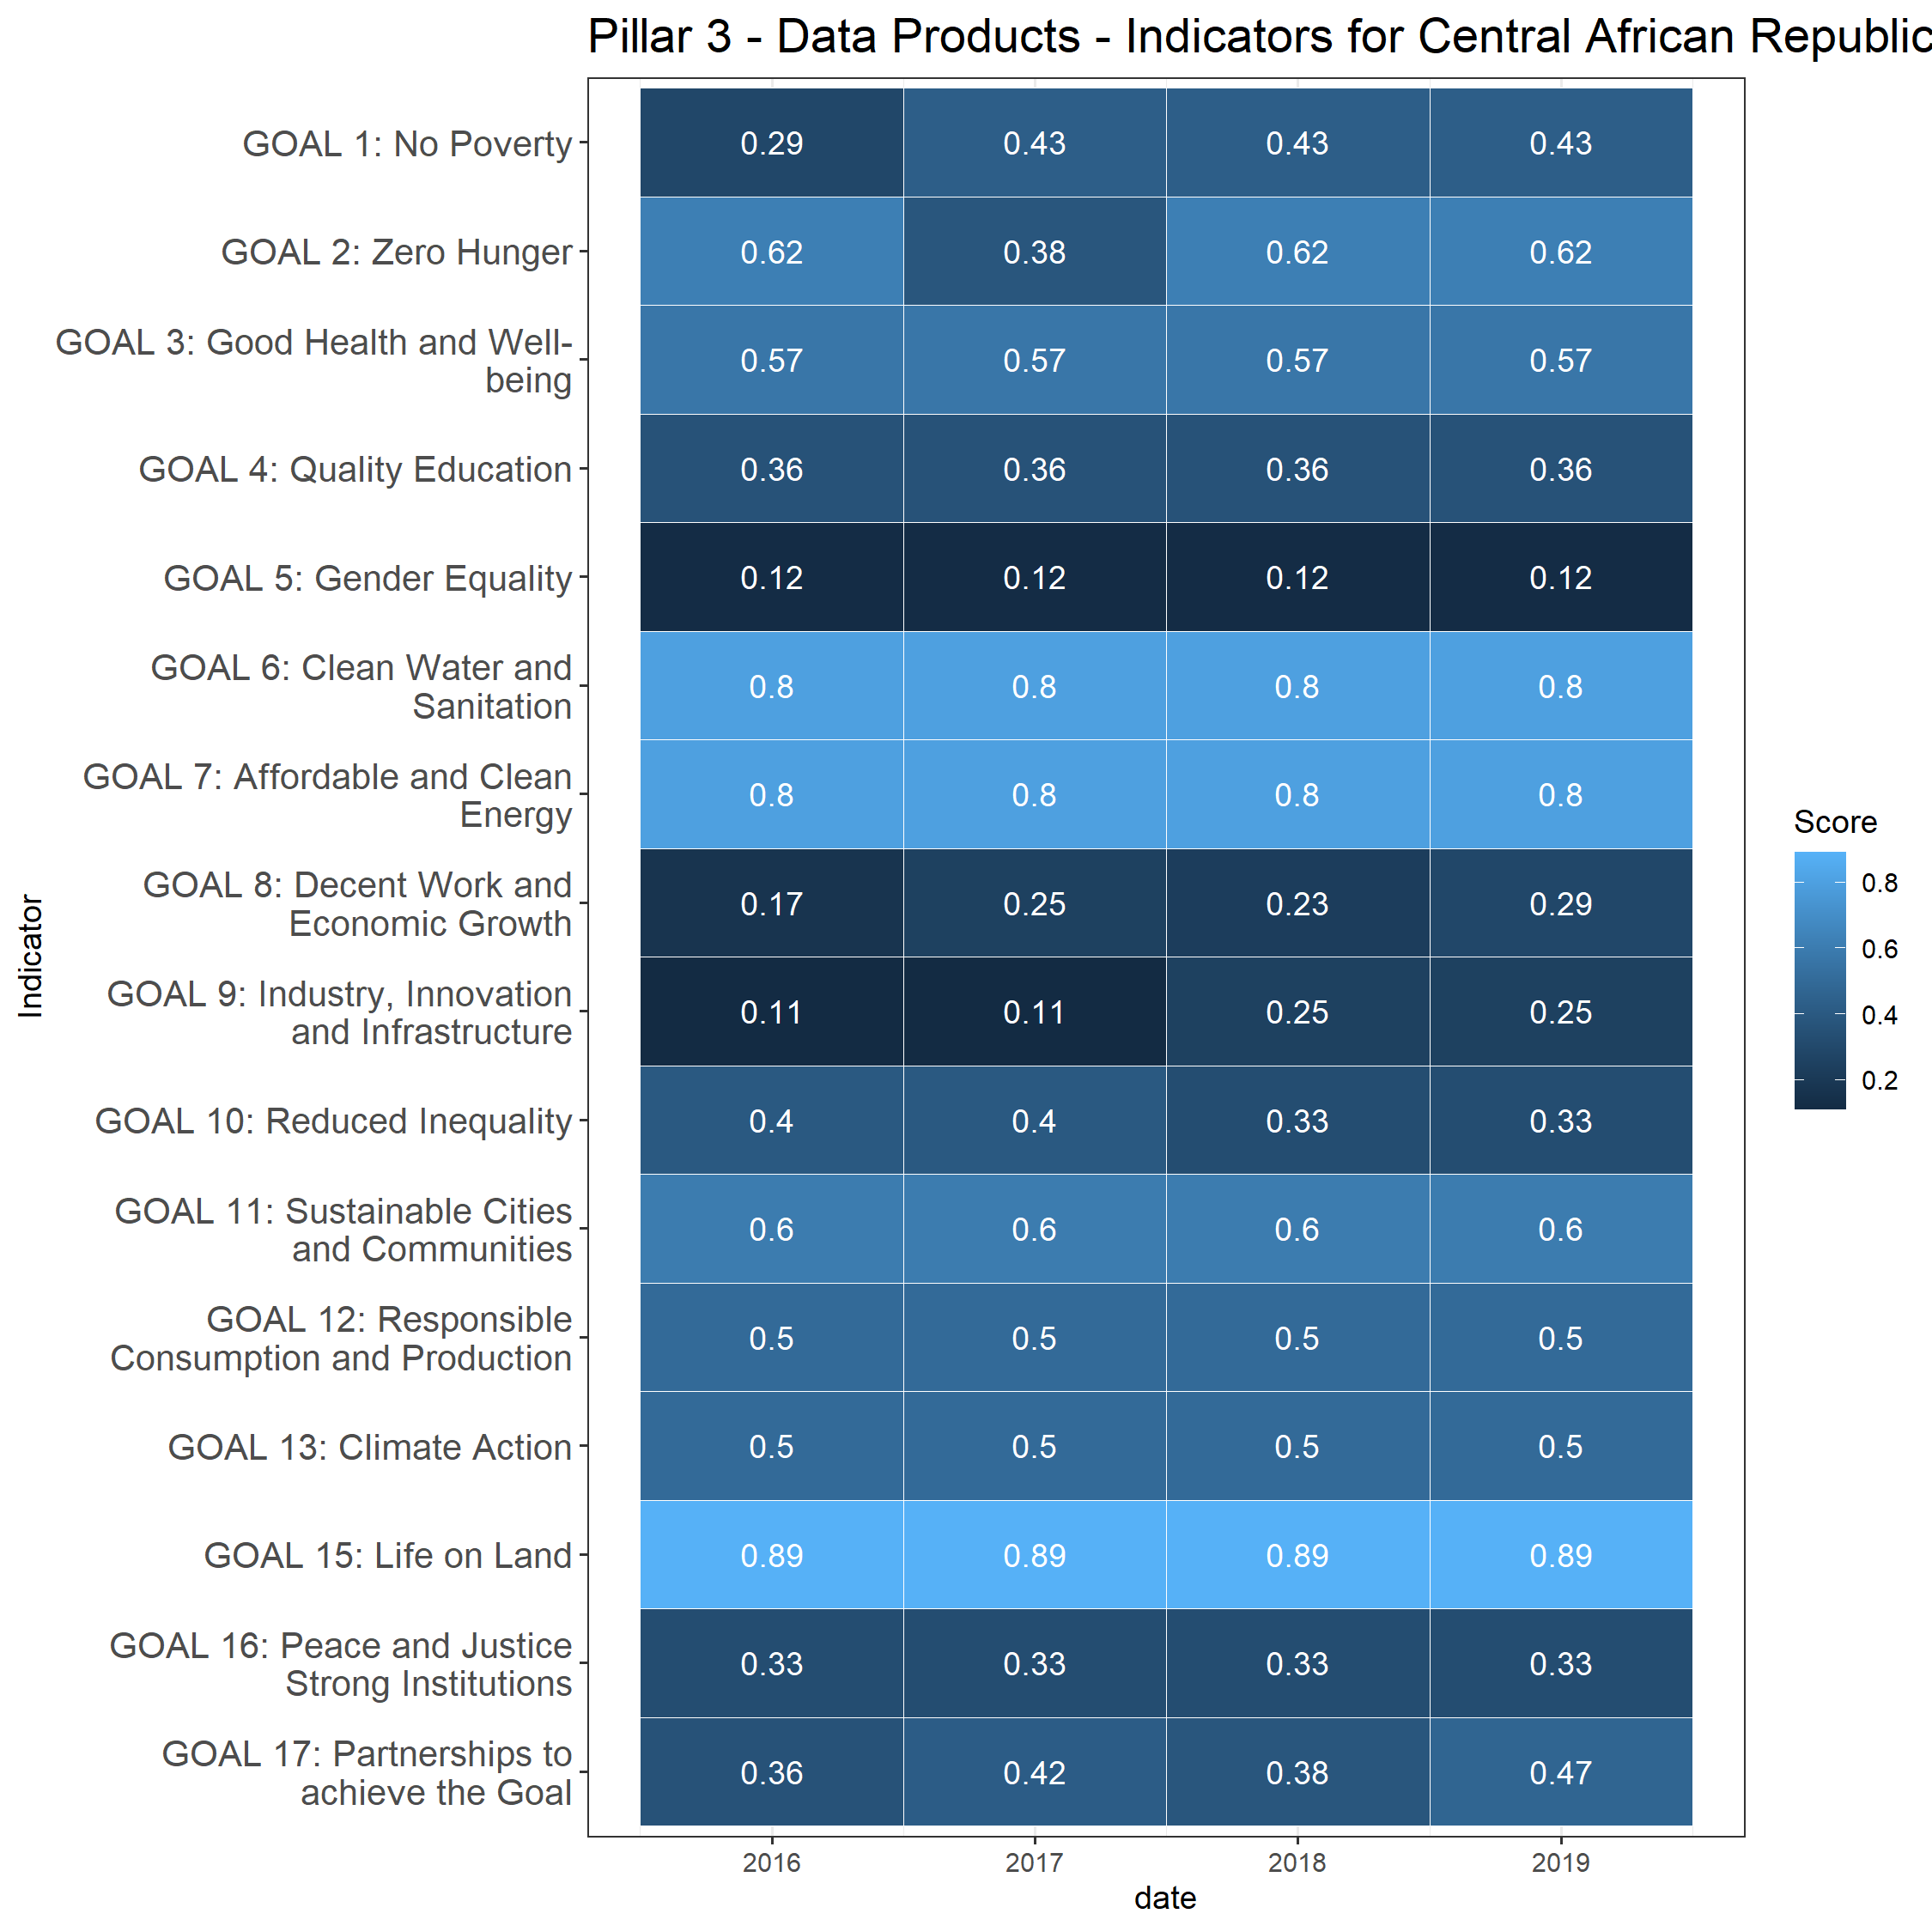 Pillar 3 - Data Products - Indicators for Central African Republic
GOAL 1: No Poverty
0.29 0.43 0.43 0.43
GOAL 2: Zero Hunger
0.62 0.38 0.62 0.62
GOAL 3: Good Health and Well-
being
0.57 0.57 0.57 0.57
GOAL 4: Quality Education
0.36 0.36 0.36 0.36
GOAL 5: Gender Equality
0.12 0.12 0.12 0.12
GOAL 6: Clean Water and
Sanitation
0.8 0.8 0.8 0.8
GOAL 7: Affordable and Clean
Energy
0.8 0.8 0.8 0.8
GOAL 8: Decent Work and
Economic Growth
0.17 0.25 0.23 0.29
GOAL 9: Industry, Innovation
and Infrastructure
0.11 0.11 0.25 0.25
GOAL 10: Reduced Inequality
0.4 0.4 0.33 0.33
GOAL 11: Sustainable Cities
and Communities
0.6 0.6 0.6 0.6
GOAL 12: Responsible
Consumption and Production
0.5 0.5 0.5 0.5
GOAL 13: Climate Action
0.5 0.5 0.5 0.5
GOAL 15: Life on Land
0.89 0.89 0.89 0.89
GOAL 16: Peace and Justice
Strong Institutions
0.33 0.33 0.33 0.33
GOAL 17: Partnerships to
achieve the Goal
0.36 0.42 0.38 0.47
2016 2017 2018 2019
date
Indicator
Score
0.8
0.6
0.4
0.2